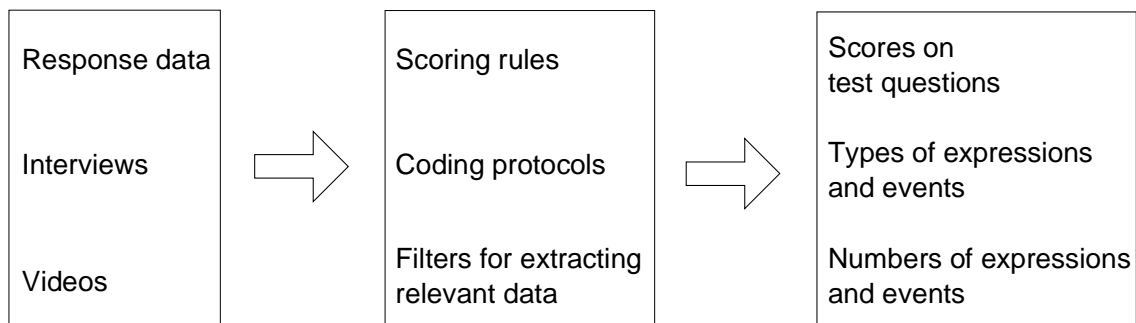 Response data
Interviews
Videos
Scoring rules
Coding protocols
Filters for extracting
relevant data
Scores on
test questions
Types of expressions
and events
Numbers of expressions
and events